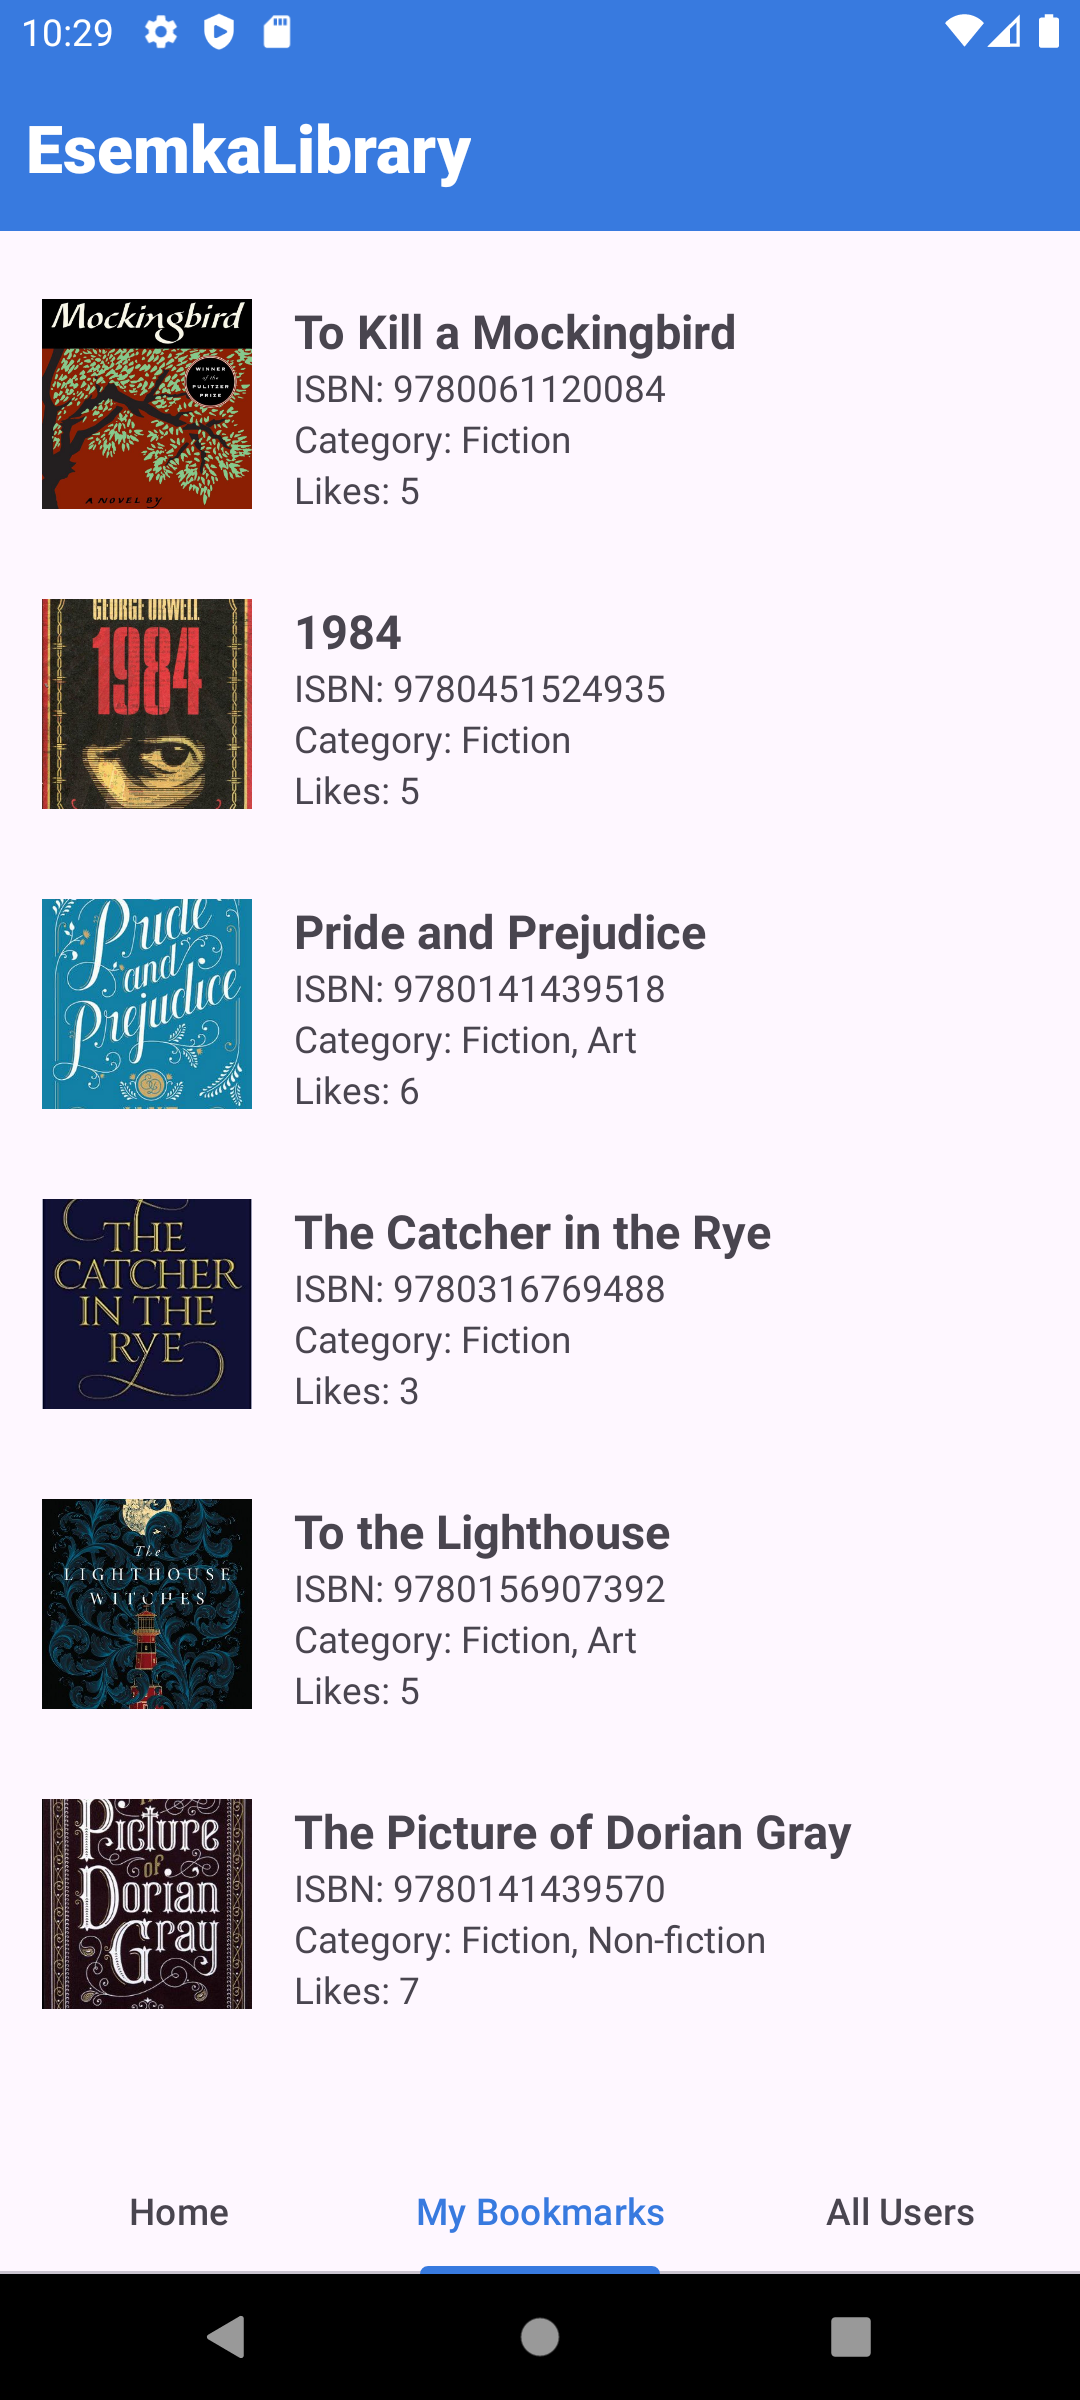 10:29
EsemkaLibrary
Mockingbird
WINNER
of the
PULITZER
PRIZE
A NOVEL BY
To Kill a Mockingbird
ISBN: 9780061120084
Category: Fiction
Likes: 5
GEORGE ORWELL
1984
1984
ISBN: 9780451524935
Category: Fiction
Likes: 5
Pride
and
Prejudice
Pride and Prejudice
ISBN: 9780141439518
Category: Fiction, Art
Likes: 6
THE
CATCHER
IN THE
RYE
The Catcher in the Rye
ISBN: 9780316769488
Category: Fiction
Likes: 3
The
LIGHTHOUSE
WITCHES
To the Lighthouse
ISBN: 9780156907392
Category: Fiction, Art
Likes: 5
Picture
of
Dorian
Gray
The Picture of Dorian Gray
ISBN: 9780141439570
Category: Fiction, Non-fiction
Likes: 7
Home
My Bookmarks
All Users